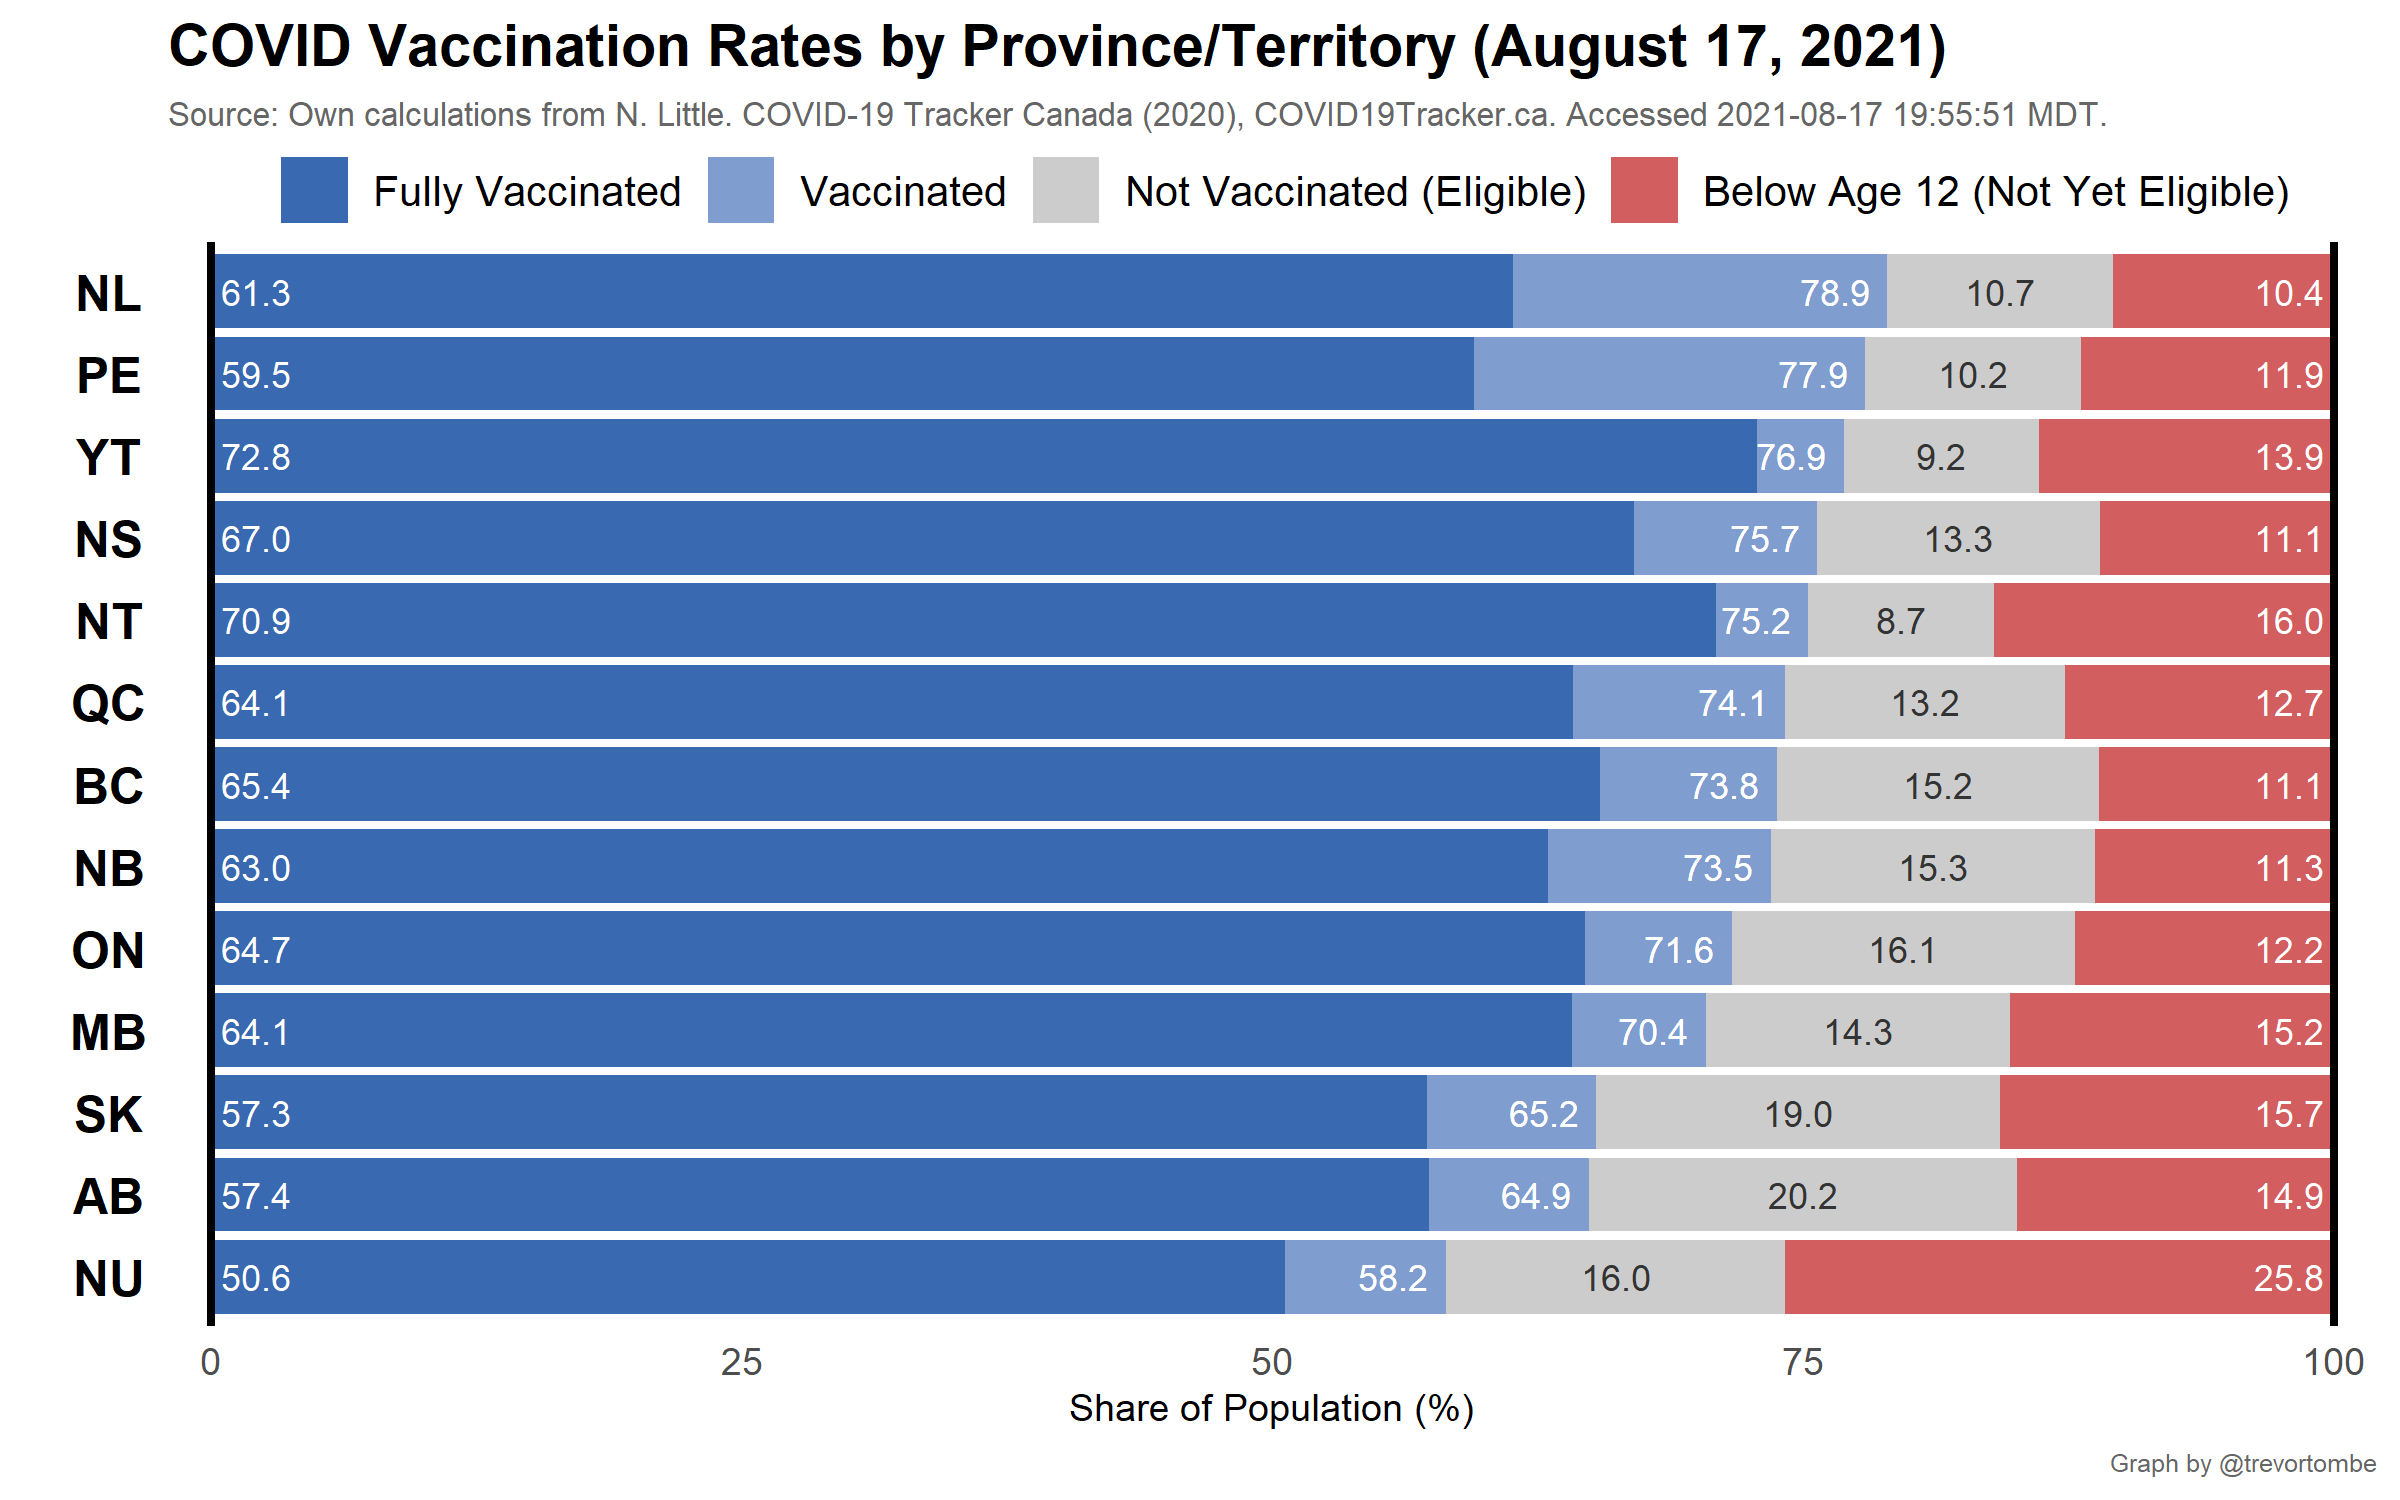 COVID Vaccination Rates by Province/Territory (August 17, 2021)
Source: Own calculations from N. Little. COVID-19 Tracker Canada (2020), COVID19Tracker.ca. Accessed 2021-08-17 19:55:51 MDT.
Fully Vaccinated Vaccinated Not Vaccinated (Eligible) Below Age 12 (Not Yet Eligible)
NL 61.3 78.9 10.7 10.4
PE 59.5 77.9 10.2 11.9
YT 72.8 76.9 9.2 13.9
NS 67.0 75.7 13.3 11.1
NT 70.9 75.2 8.7 16.0
QC 64.1 74.1 13.2 12.7
BC 65.4 73.8 15.2 11.1
NB 63.0 73.5 15.3 11.3
ON 64.7 71.6 16.1 12.2
MB 64.1 70.4 14.3 15.2
SK 57.3 65.2 19.0 15.7
AB 57.4 64.9 20.2 14.9
NU 50.6 58.2 16.0 25.8
0 25 50 75 100
Share of Population (%)
Graph by @trevortombe